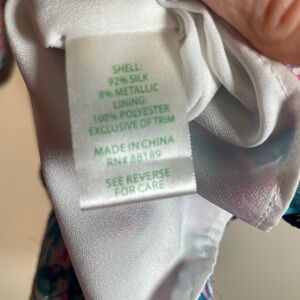 SHELL:
92% SILK
8% METALLIC
LINING:
100% POLYESTER
EXCLUSIVE OF TRIM
MADE IN CHINA
RN# 88189
SEE REVERSE
FOR CARE